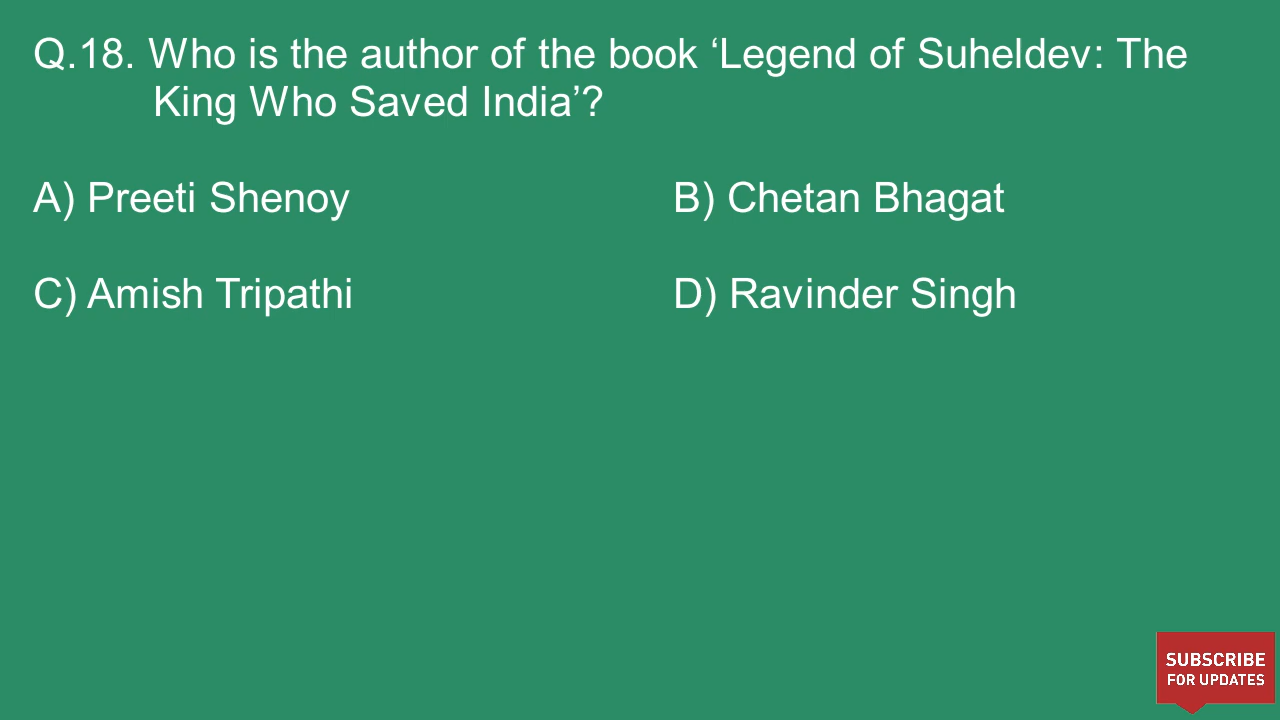 Q.18. Who is the author of the book ‘Legend of Suheldev: The
King Who Saved India’?
A) Preeti Shenoy B) Chetan Bhagat
C) Amish Tripathi D) Ravinder Singh
SUBSCRIBE
FOR UPDATES